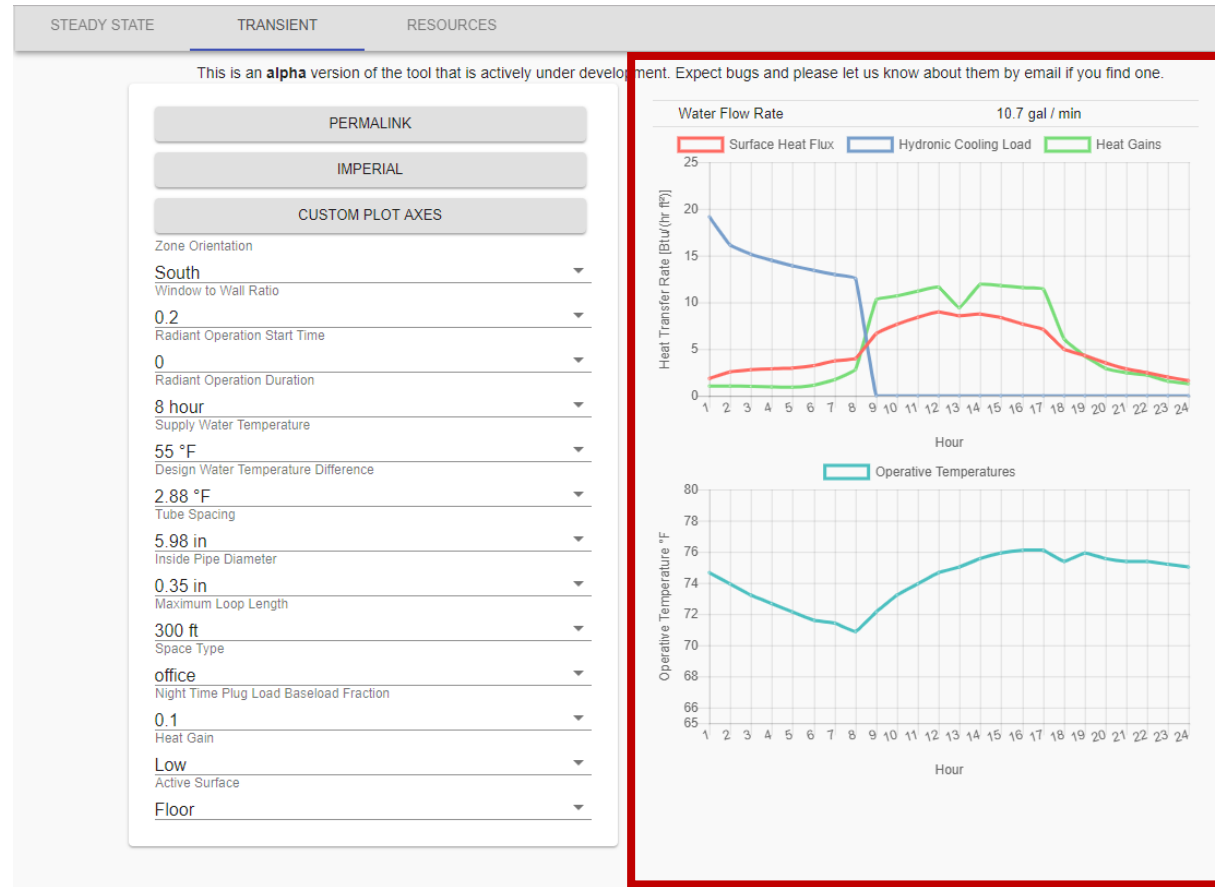 STEADY STATE TRANSIENT RESOURCES
This is an alpha version of the tool that is actively under development. Expect bugs and please let us know about them by email if you find one.
PERMALINK
IMPERIAL
CUSTOM PLOT AXES
Zone Orientation
South
Window to Wall Ratio
0.2
Radiant Operation Start Time
0
Radiant Operation Duration
8 hour
Supply Water Temperature
55 °F
Design Water Temperature Difference
2.88 °F
Tube Spacing
5.98 in
Inside Pipe Diameter
0.35 in
Maximum Loop Length
300 ft
Space Type
office
Night Time Plug Load Baseload Fraction
0.1
Heat Gain
Low
Active Surface
Floor
Water Flow Rate 10.7 gal / min
Surface Heat Flux Hydronic Cooling Load Heat Gains
Heat Transfer Rate [Btu/(hr ft²)]
25
20
15
10
5
0
1 2 3 4 5 6 7 8 9 10 11 12 13 14 15 16 17 18 19 20 21 22 23 24
Hour
Operative Temperatures
Operative Temperature °F
80
78
76
74
72
70
68
66
65
1 2 3 4 5 6 7 8 9 10 11 12 13 14 15 16 17 18 19 20 21 22 23 24
Hour